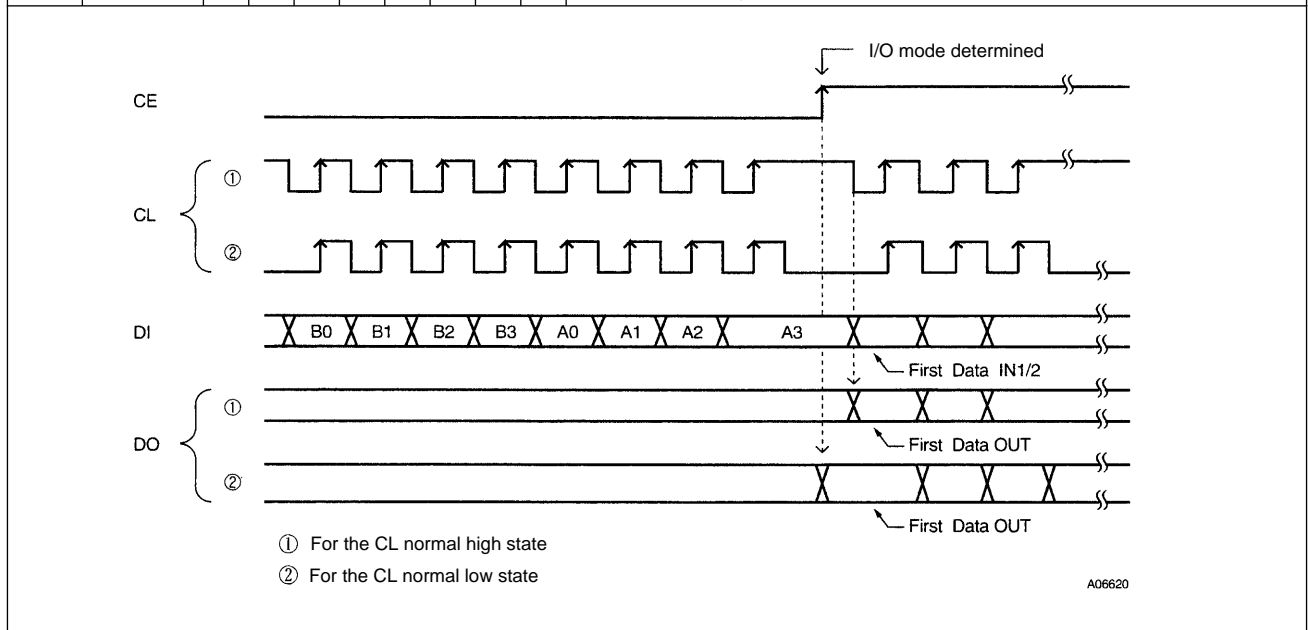 I/O mode determined
CE
CL
①
②
DI B0 B1 B2 B3 A0 A1 A2 A3
First Data IN1/2
DO
①
First Data OUT
②
First Data OUT
① For the CL normal high state
② For the CL normal low state
A06620